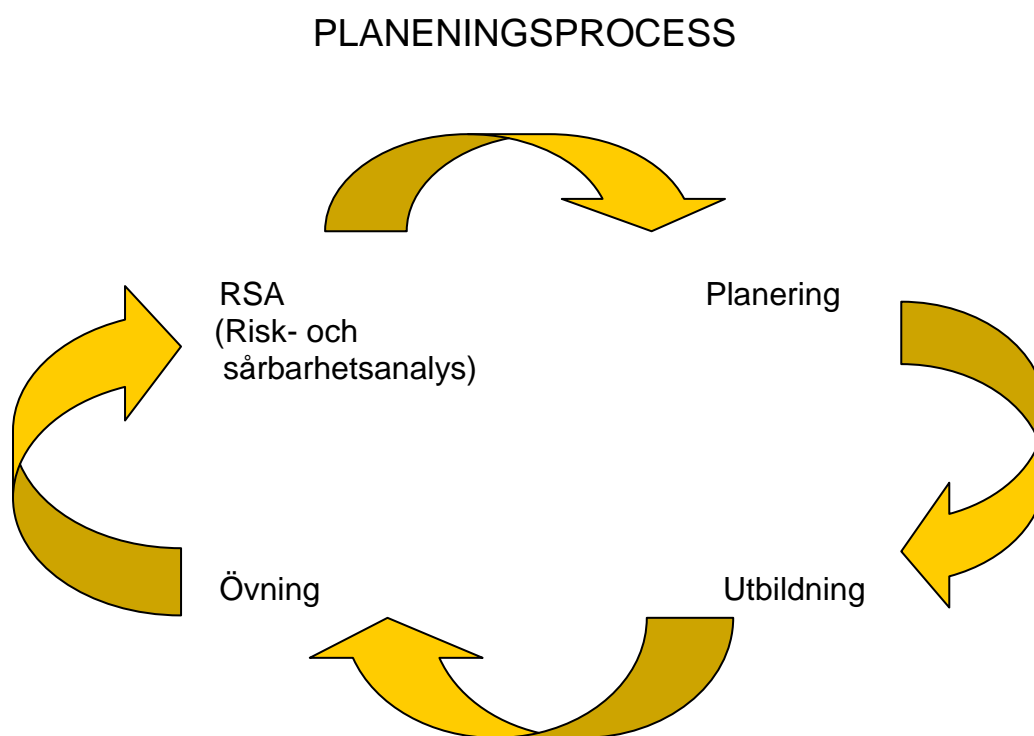 PLANENINGSPROCESS
RSA
(Risk- och
sårbarhetsanalys)
Planering
Övning
Utbildning